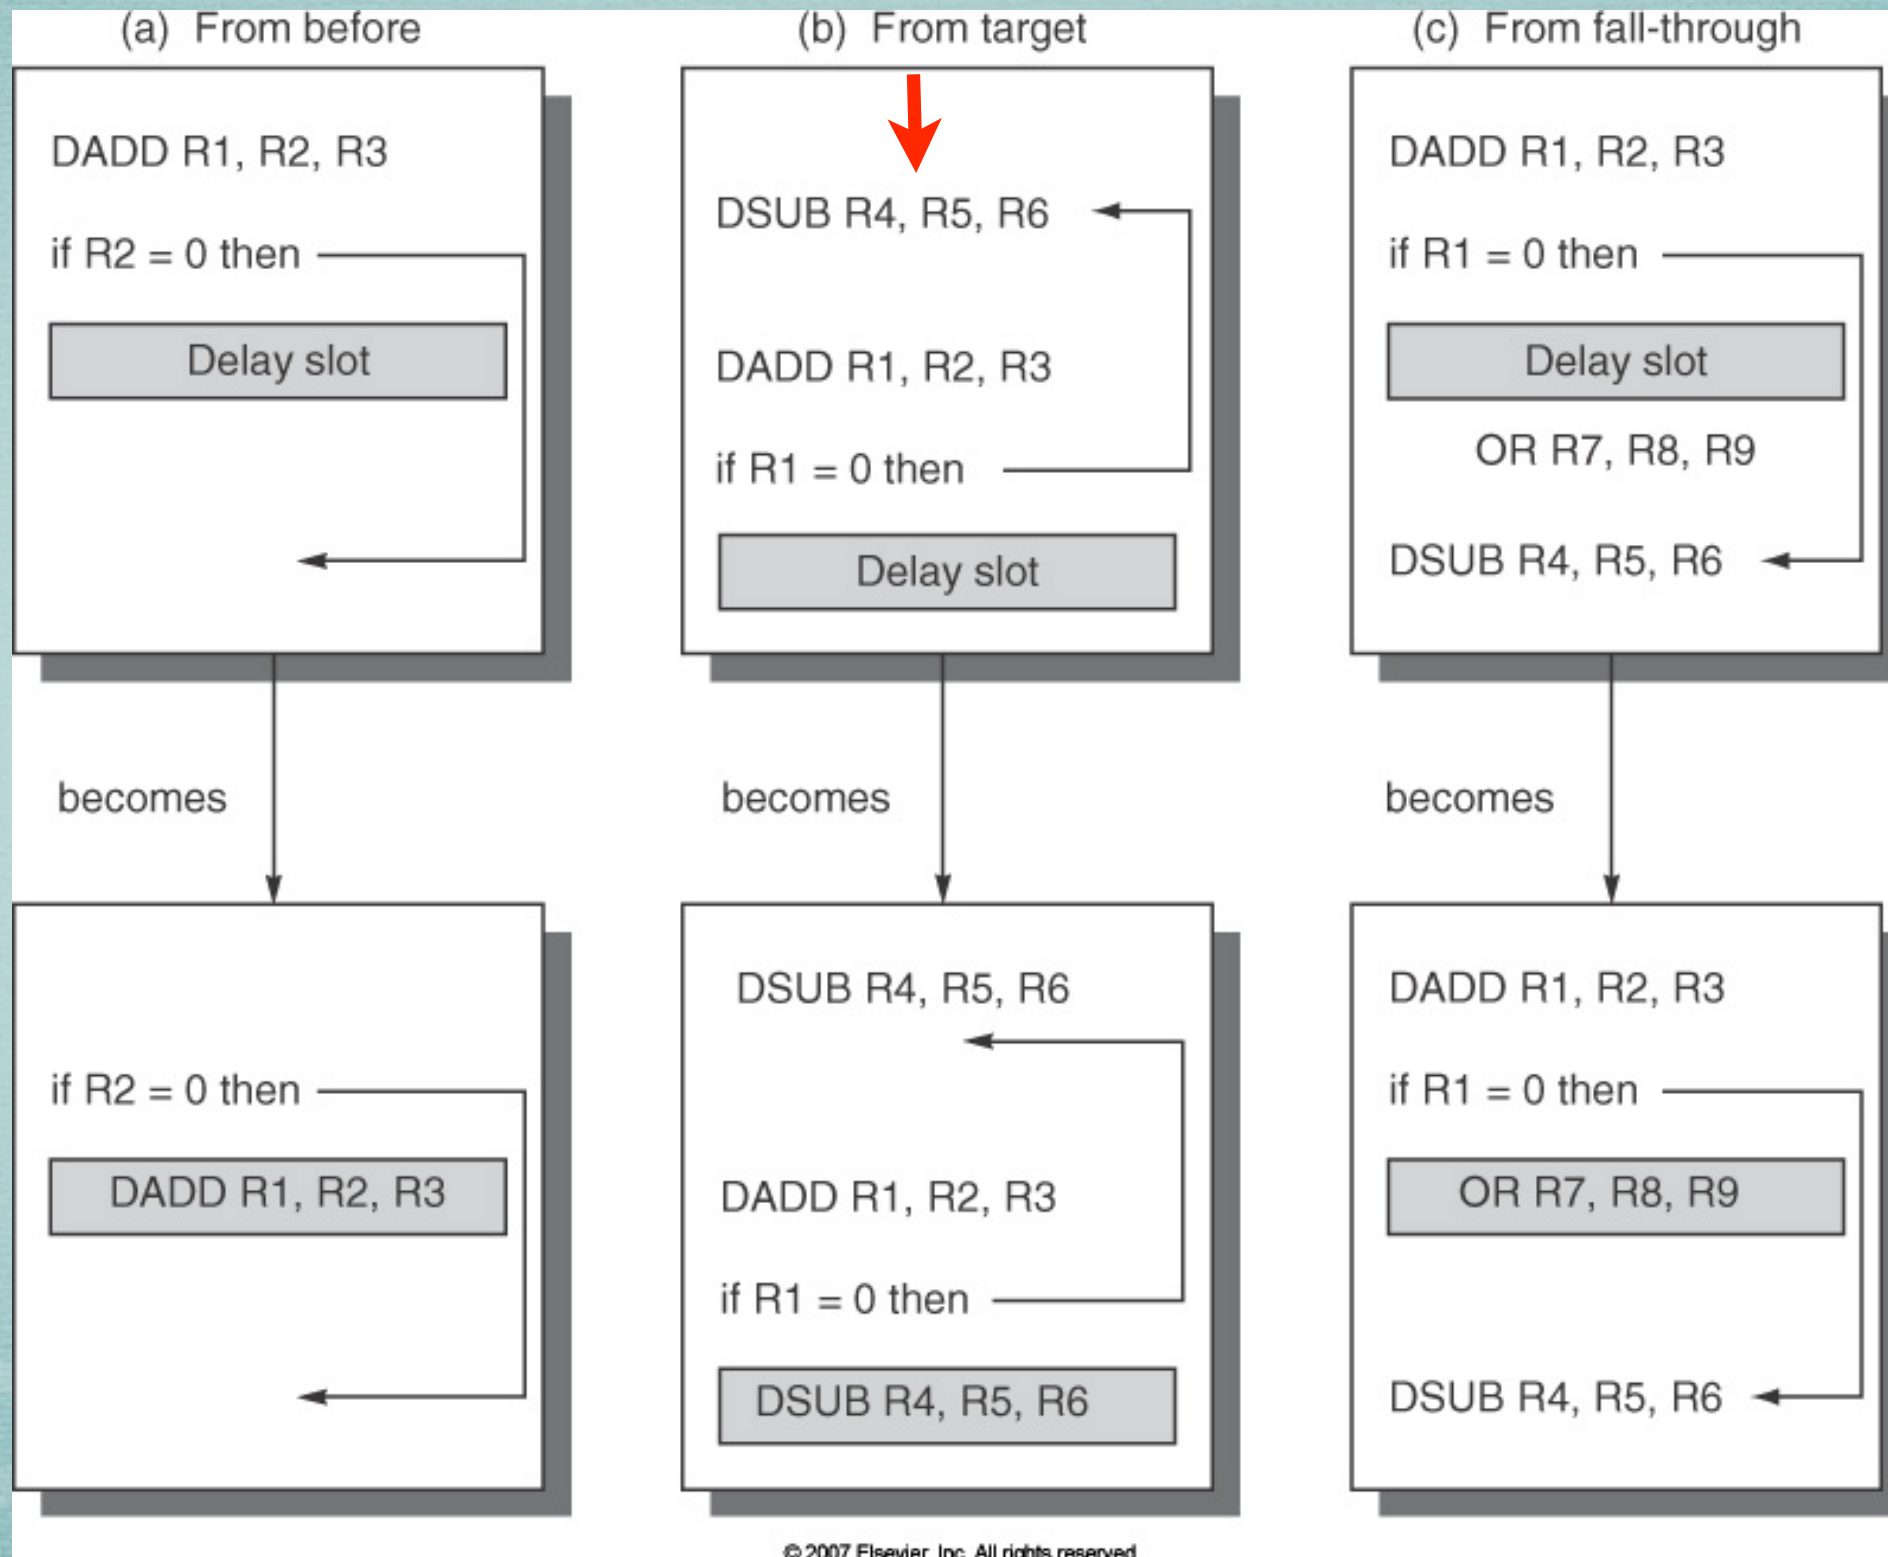 (a) From before
DADD R1, R2, R3
if R2 = 0 then
Delay slot
becomes
if R2 = 0 then
DADD R1, R2, R3
(b) From target
DSUB R4, R5, R6
DADD R1, R2, R3
if R1 = 0 then
Delay slot
becomes
DSUB R4, R5, R6
DADD R1, R2, R3
if R1 = 0 then
DSUB R4, R5, R6
(c) From fall-through
DADD R1, R2, R3
if R1 = 0 then
Delay slot
OR R7, R8, R9
DSUB R4, R5, R6
becomes
DADD R1, R2, R3
if R1 = 0 then
OR R7, R8, R9
DSUB R4, R5, R6
© 2007 Elsevier, Inc. All rights reserved.